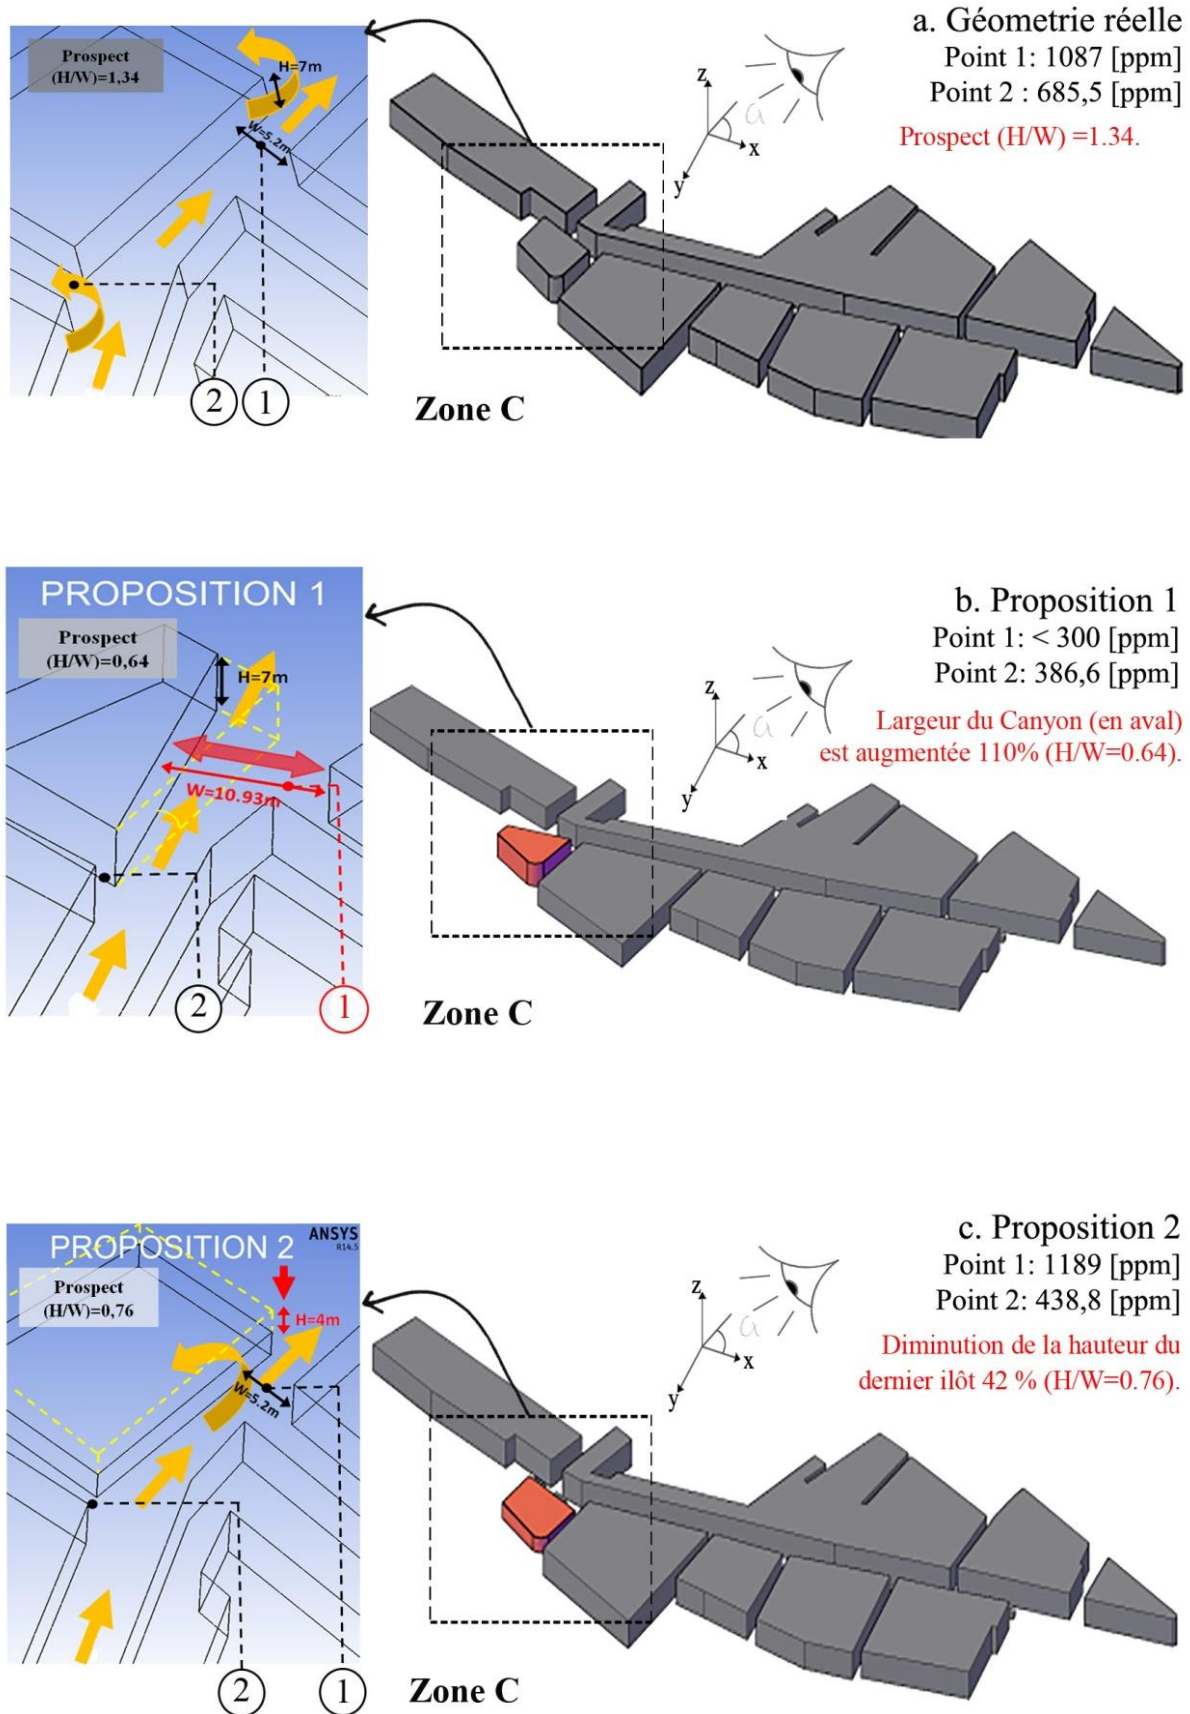 a. Géometrie réelle
Point 1: 1087 [ppm]
Point 2 : 685,5 [ppm]
Prospect (H/W) =1.34.
Prospect
(H/W)=1,34
H=7m
W=5,2m
z
a
x
y
2
1
Zone C
PROPOSITION 1
b. Proposition 1
Point 1: < 300 [ppm]
Point 2: 386,6 [ppm]
Largeur du Canyon (en aval)
est augmentée 110% (H/W=0.64).
Prospect
(H/W)=0,64
H=7m
W=10.93m
z
a
x
y
2
1
Zone C
PROPOSITION 2
ANSYS
R14.5
c. Proposition 2
Point 1: 1189 [ppm]
Point 2: 438,8 [ppm]
Diminution de la hauteur du
dernier ilôt 42 % (H/W=0.76).
Prospect
(H/W)=0,76
H=4m
W=5.2m
z
a
x
y
2
1
Zone C